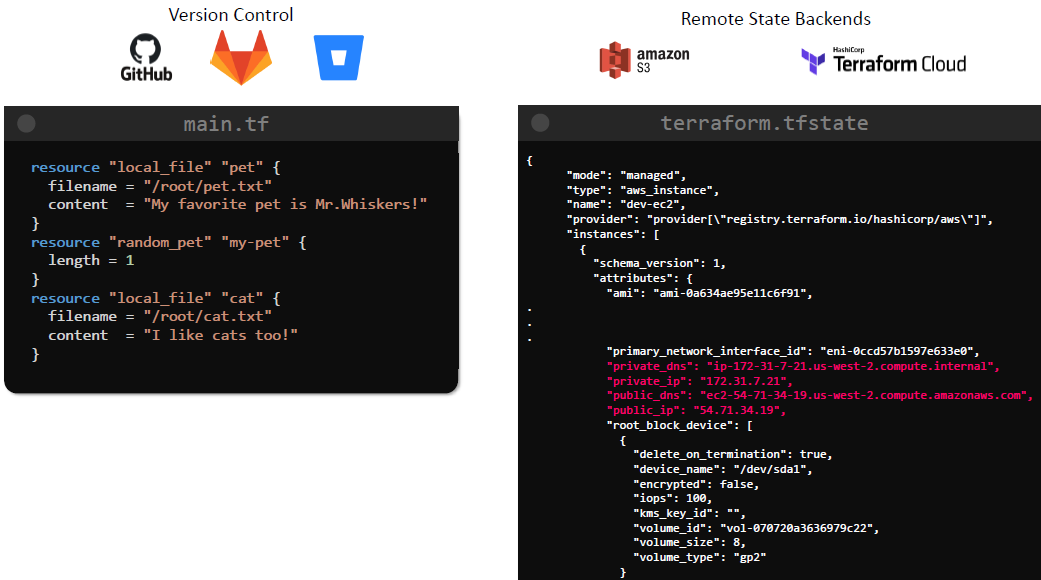 Version Control
GitHub
main.tf
resource "local_file" "pet" {
  filename = "/root/pet.txt"
  content  = "My favorite pet is Mr.Whiskers!"
}
resource "random_pet" "my-pet" {
  length = 1
}
resource "local_file" "cat" {
  filename = "/root/cat.txt"
  content  = "I like cats too!"
}
Remote State Backends
amazon
S3
HashiCorp
Terraform Cloud
terraform.tfstate
{
      "mode": "managed",
      "type": "aws_instance",
      "name": "dev-ec2",
      "provider": "provider[\"registry.terraform.io/hashicorp/aws\"]",
      "instances": [
        {
          "schema_version": 1,
          "attributes": {
            "ami": "ami-0a634ae95e11c6f91",
.
.
.
            "primary_network_interface_id": "eni-0ccd57b1597e633e0",
            "private_dns": "ip-172-31-7-21.us-west-2.compute.internal",
            "private_ip": "172.31.7.21",
            "public_dns": "ec2-54-71-34-19.us-west-2.compute.amazonaws.com",
            "public_ip": "54.71.34.19",
            "root_block_device": [
              {
                "delete_on_termination": true,
                "device_name": "/dev/sda1",
                "encrypted": false,
                "iops": 100,
                "kms_key_id": "",
                "volume_id": "vol-070720a3636979c22",
                "volume_size": 8,
                "volume_type": "gp2"
              }